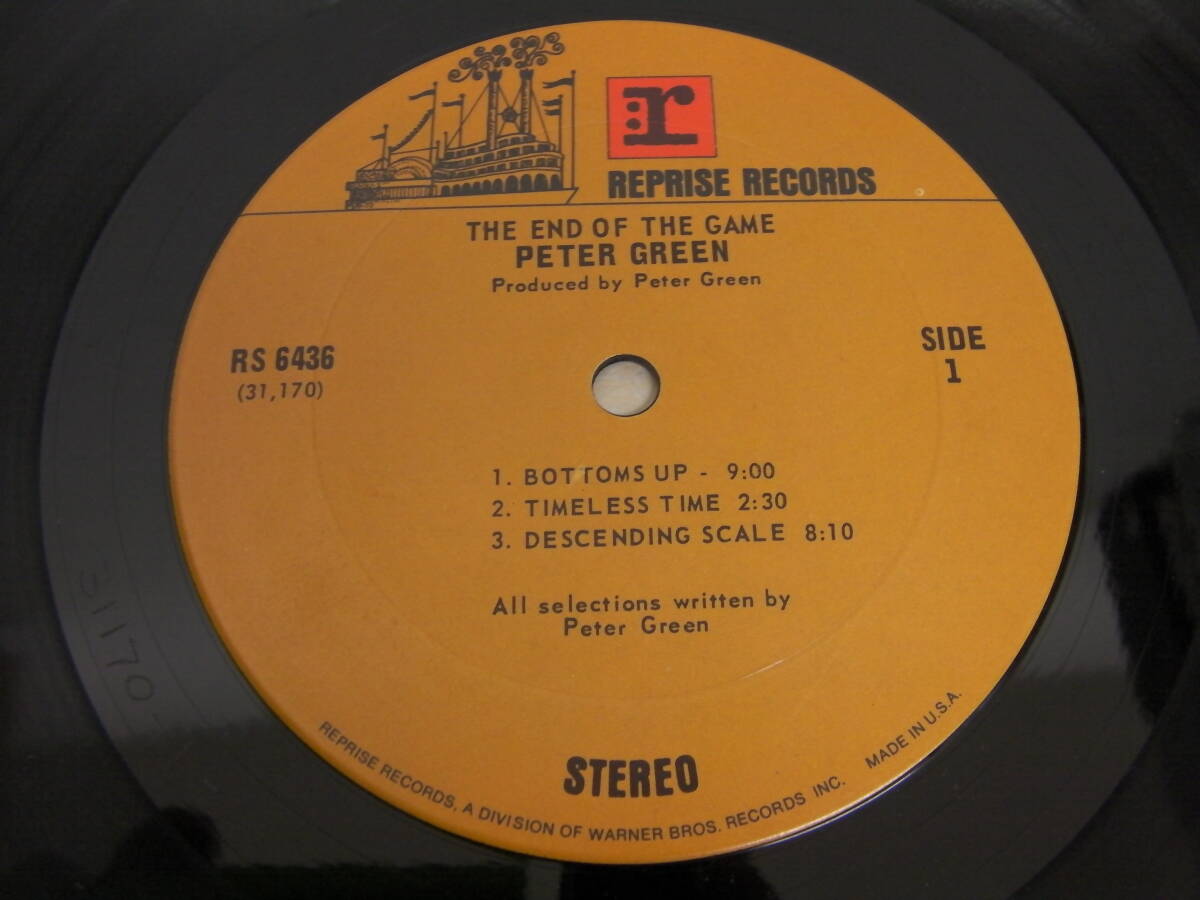 :r
REPRISE RECORDS
THE END OF THE GAME
PETER GREEN
Produced by Peter Green
RS 6436
(31,170)
SIDE
1
1. BOTTOMS UP - 9:00
2. TIMELESS TIME 2:30
3. DESCENDING SCALE 8:10
All selections written by
Peter Green
STEREO
REPRISE RECORDS, A DIVISION OF WARNER BROS. RECORDS INC. MADE IN U.S.A.
31170-